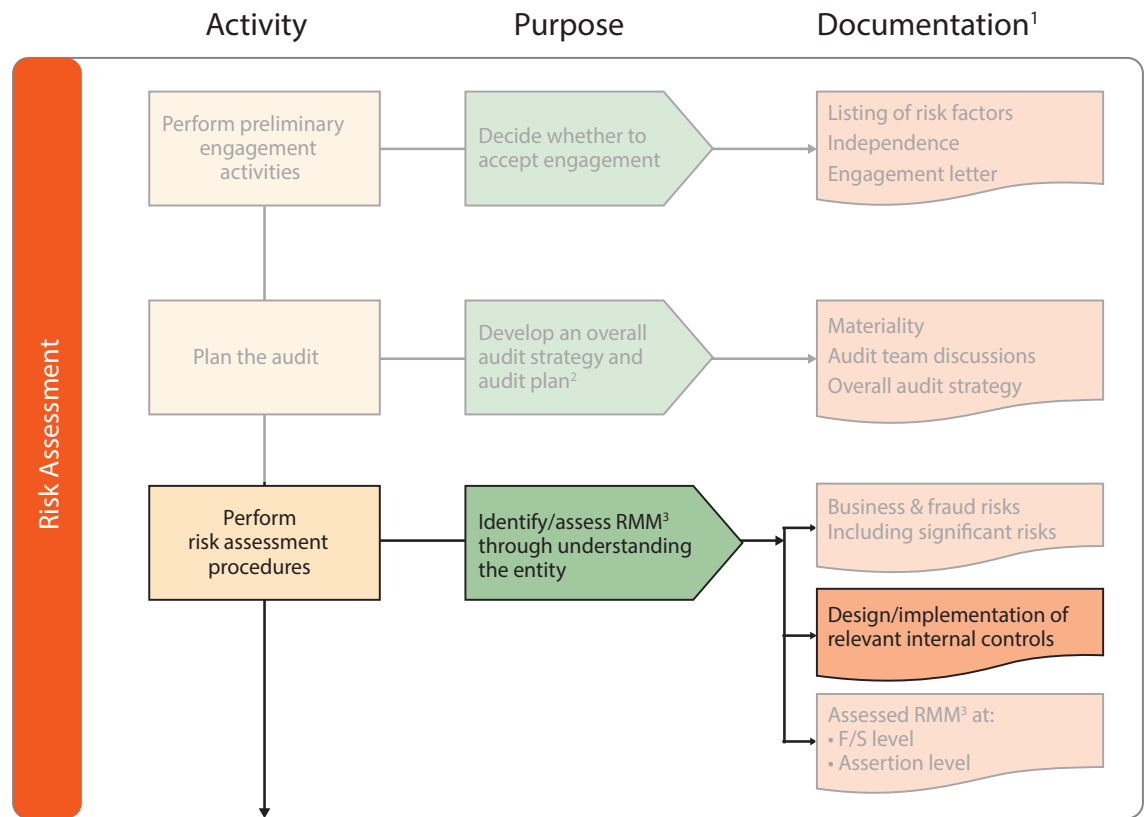 Activity
Purpose
Documentation¹
Risk Assessment
Perform preliminary
engagement
activities
Decide whether to
accept engagement
Listing of risk factors
Independence
Engagement letter
Plan the audit
Develop an overall
audit strategy and
audit plan²
Materiality
Audit team discussions
Overall audit strategy
Perform
risk assessment
procedures
Identify/assess RMM³
through understanding
the entity
Business & fraud risks
Including significant risks
Design/implementation of
relevant internal controls
Assessed RMM³ at:
• F/S level
• Assertion level